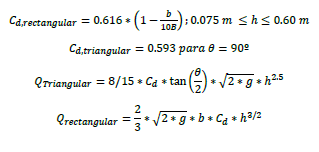 C_{d,rectangular} = 0.616 * (1 − b/10B) ; 0.075 m ≤ h ≤ 0.60 m
C_{d,triangular} = 0.593 para θ = 90º
Q_{Triangular} = 8/15 * C_d * tan(θ/2) * √(2 * g) * h^{2.5}
Q_{rectangular} = 2/3 * √(2 * g) * b * C_d * h^{3/2}